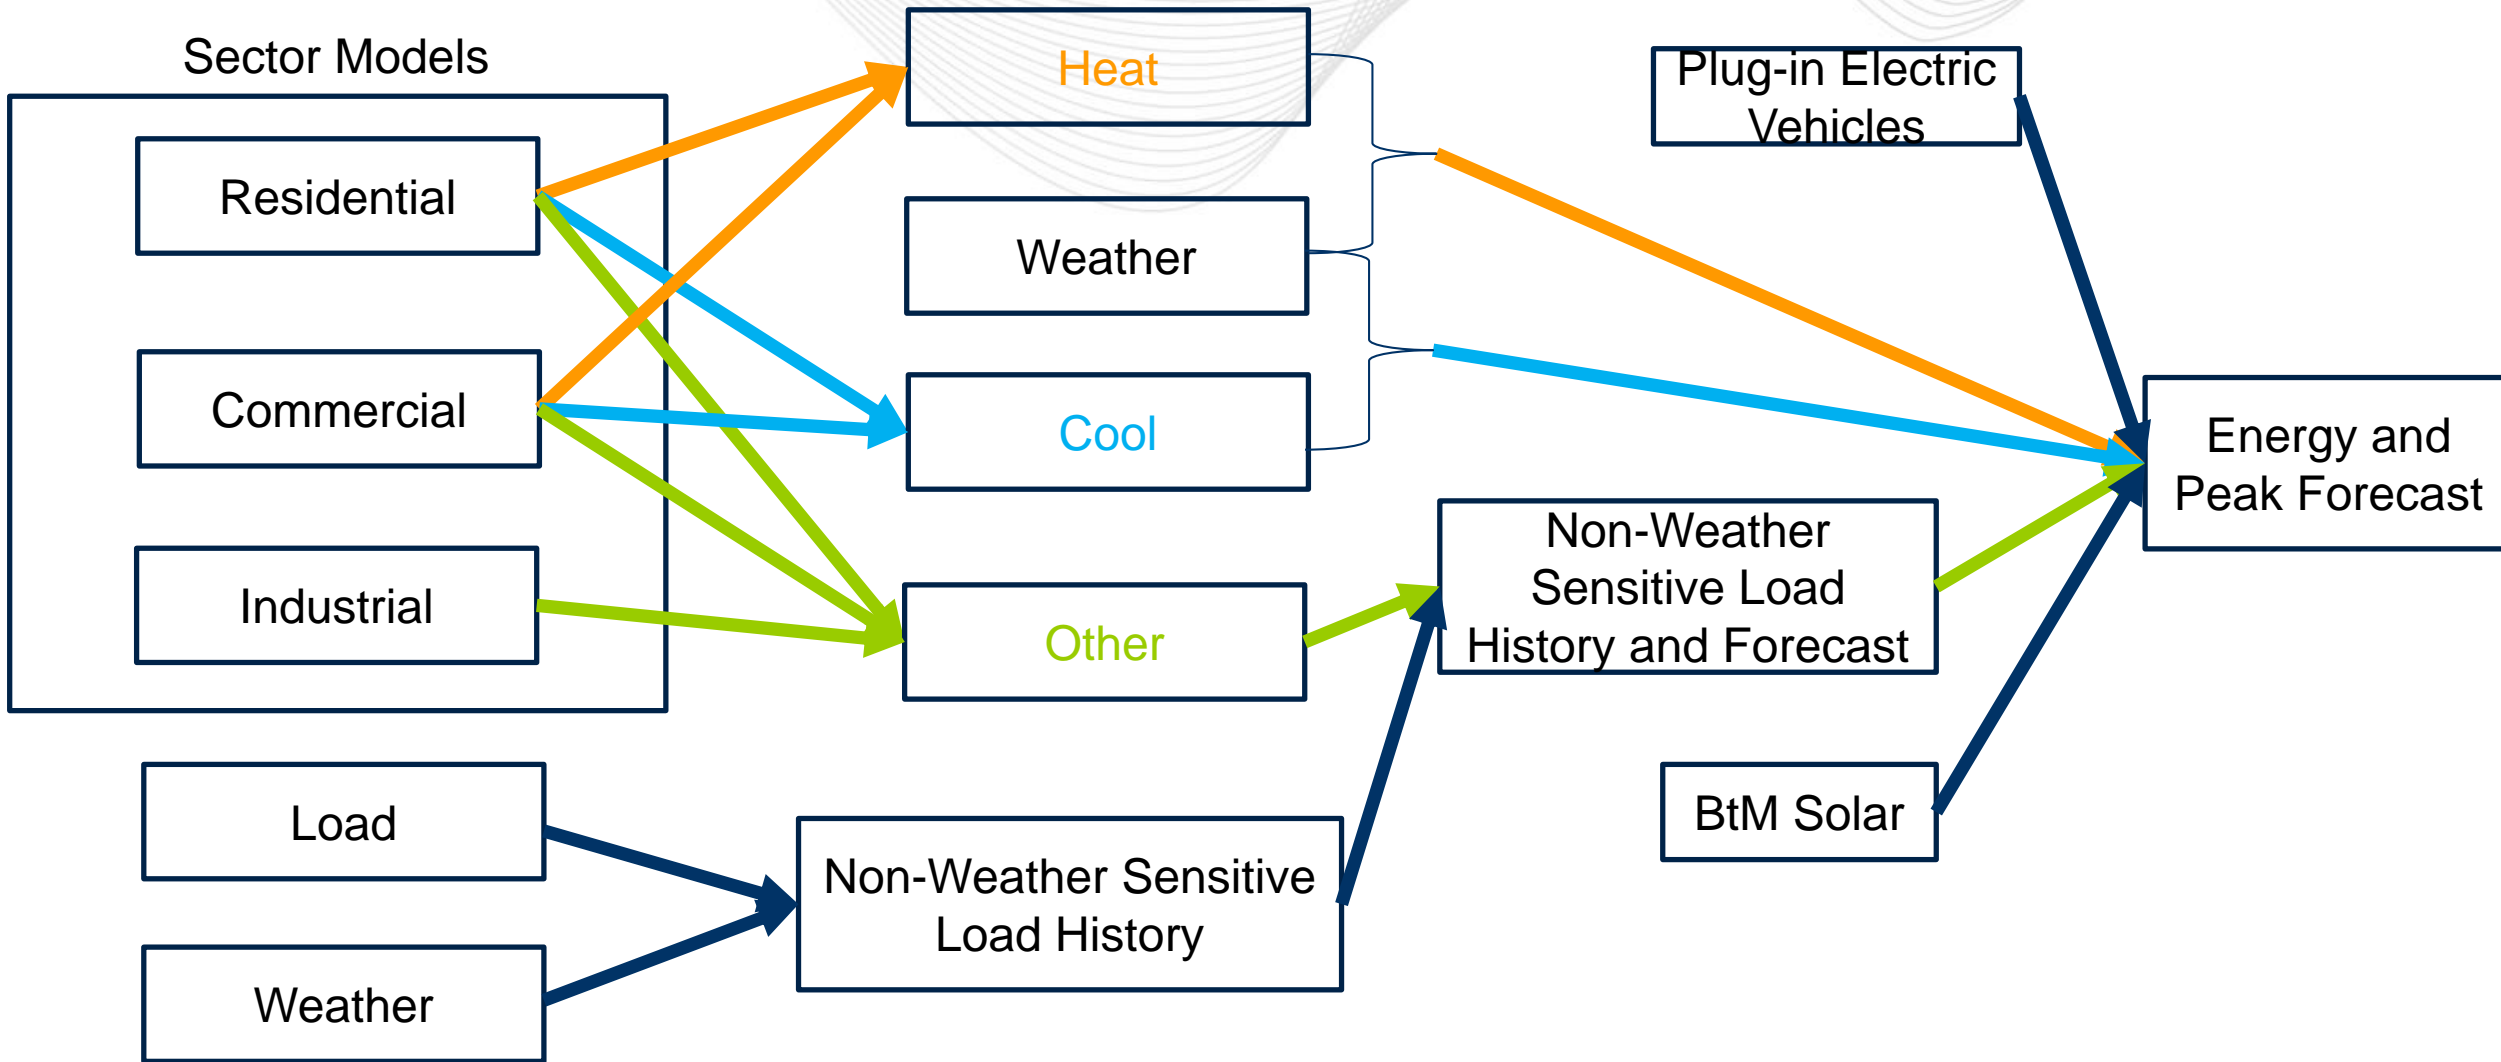 Sector Models
Residential
Commercial
Industrial
Load
Weather
Heat
Weather
Cool
Other
Non-Weather Sensitive
Load History
Plug-in Electric
Vehicles
Non-Weather
Sensitive Load
History and Forecast
BtM Solar
Energy and
Peak Forecast